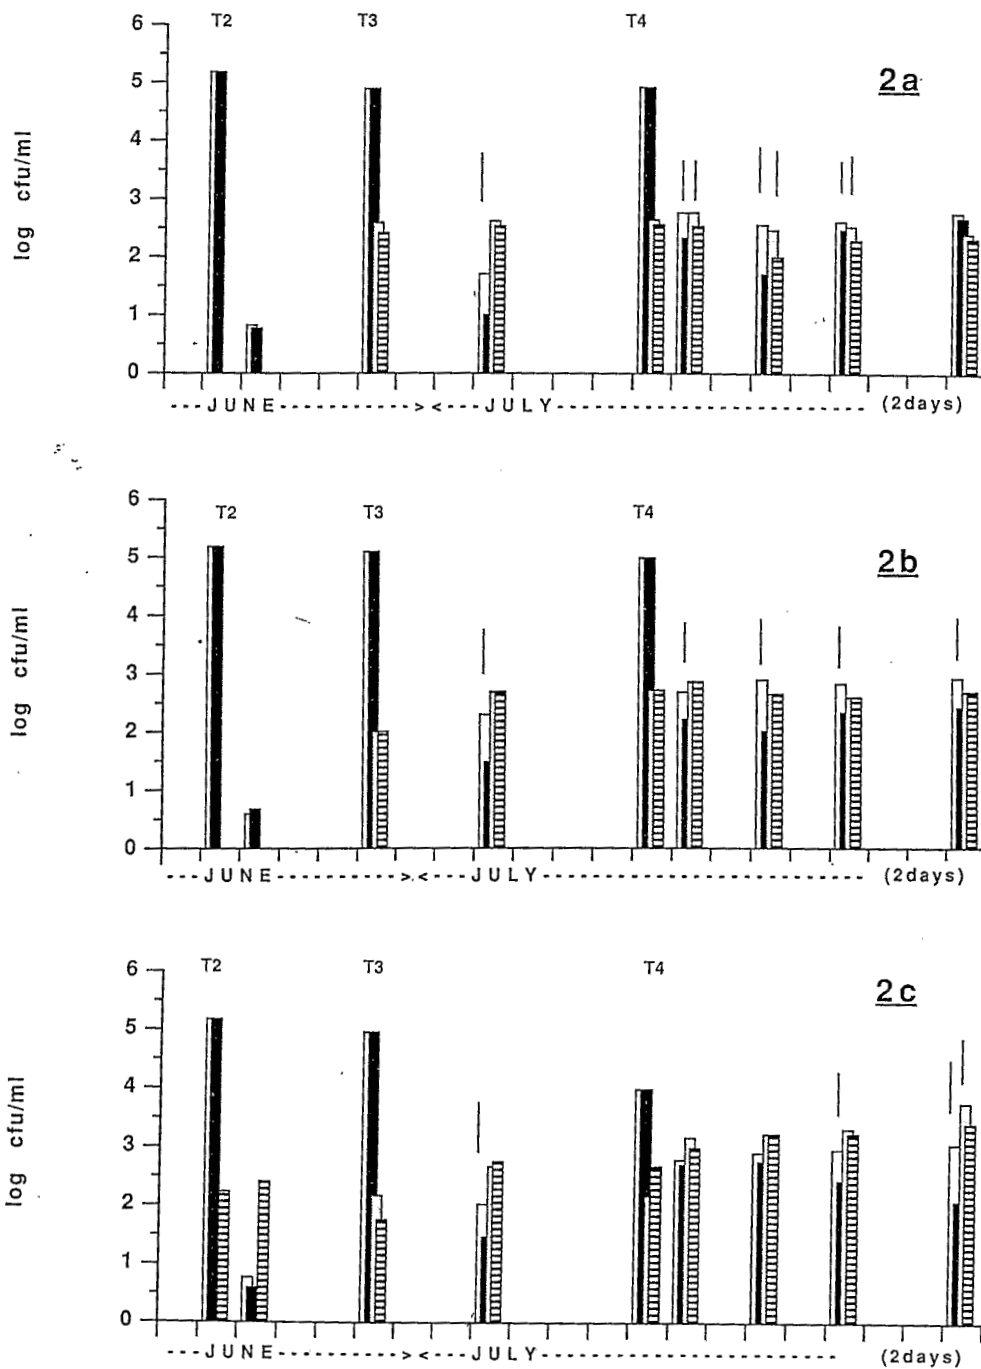 T2 T3 T4
2a
6
5
4
3
2
1
0
log cfu/ml
---JUNE--------------><----JULY---------------------------- (2days)
T2 T3 T4
2b
6
5
4
3
2
1
0
log cfu/ml
---JUNE--------------><----JULY---------------------------- (2days)
T2 T3 T4
2c
6
5
4
3
2
1
0
log cfu/ml
---JUNE--------------><----JULY-------------------------- (2days)